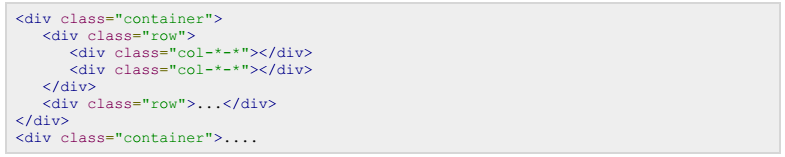 <div class="container">
   <div class="row">
      <div class="col-*-*"></div>
      <div class="col-*-*"></div>
   </div>
   <div class="row">...</div>
</div>
<div class="container">....